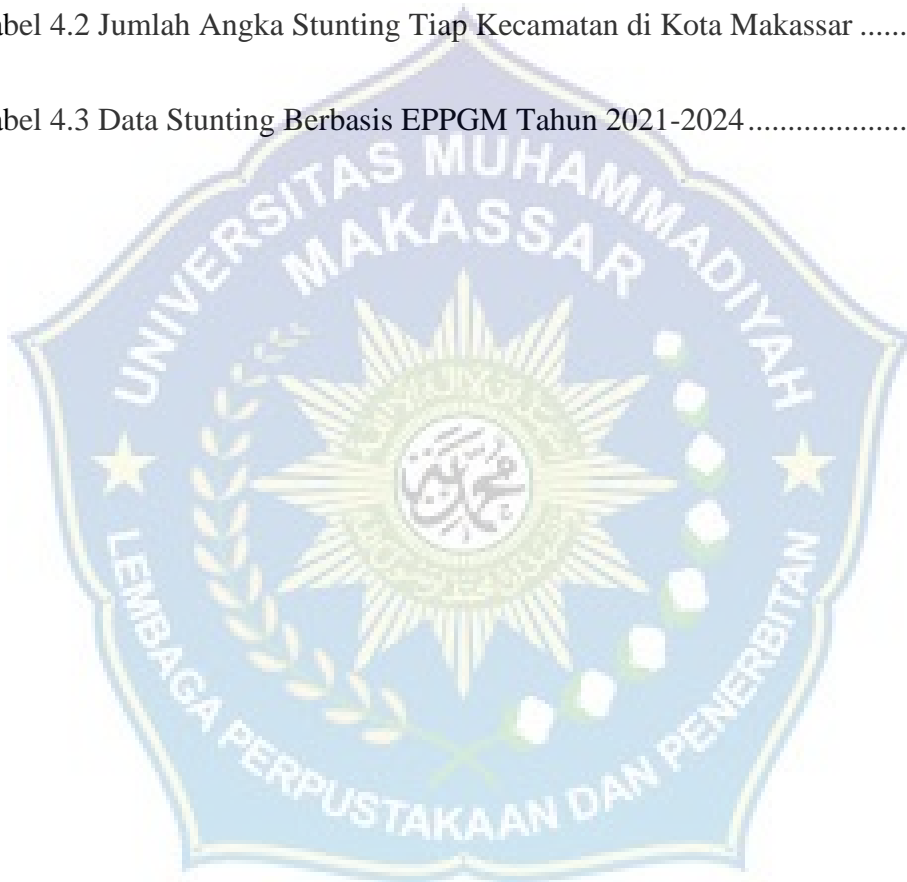 abel 4.2 Jumlah Angka Stunting Tiap Kecamatan di Kota Makassar ......
abel 4.3 Data Stunting Berbasis EPPGM Tahun 2021-2024 ....................
UNIVERSITAS MUHAMMADIYAH
MAKASSAR
LEMBAGA PERPUSTAKAAN DAN PENERBITAN